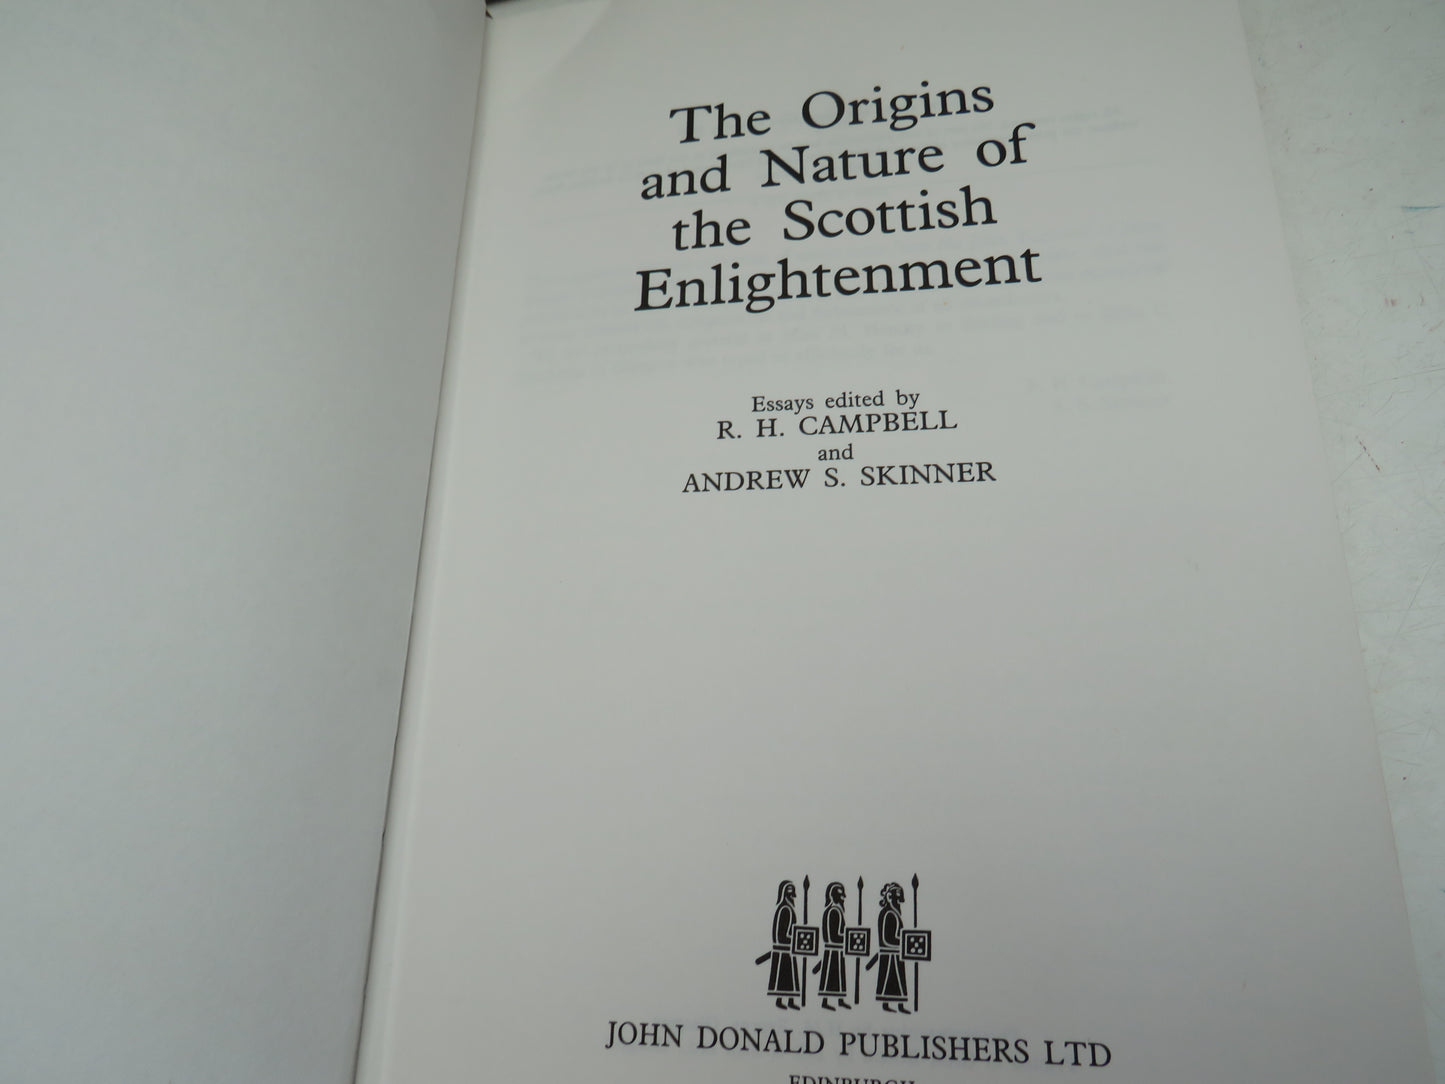 The Origins
and Nature of
the Scottish
Enlightenment
Essays edited by
R. H. CAMPBELL
and
ANDREW S. SKINNER
JOHN DONALD PUBLISHERS LTD
EDINBURGH